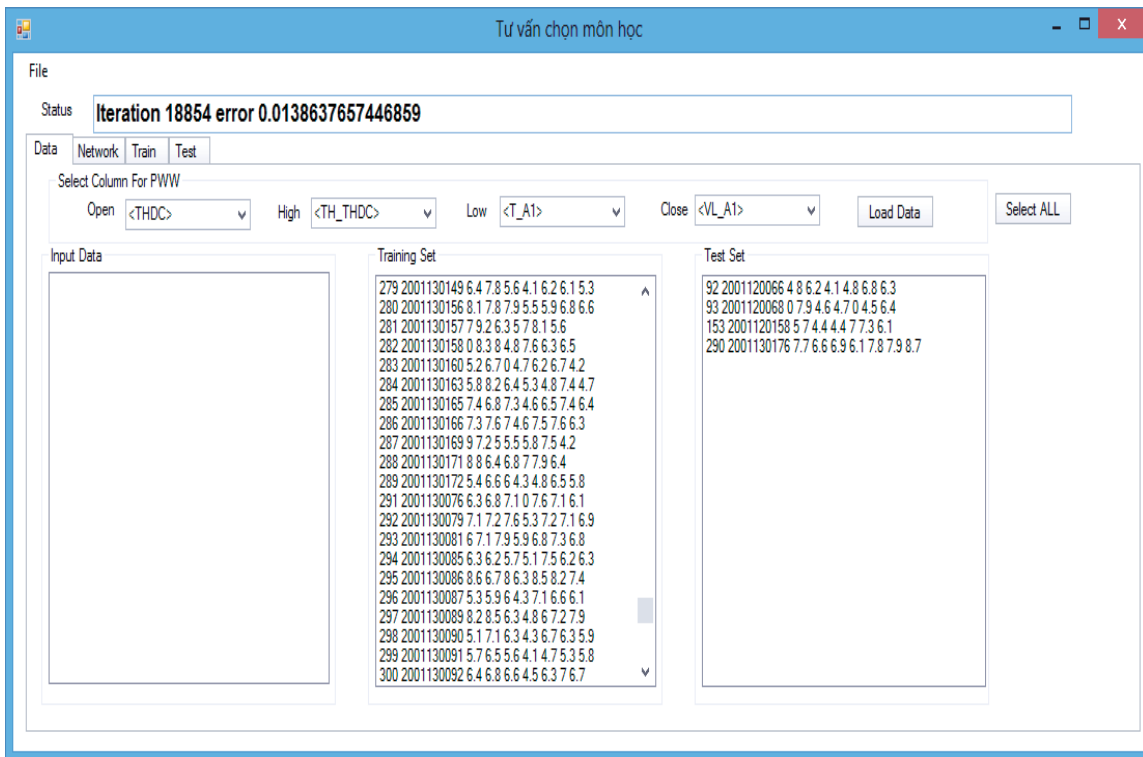 Tư vấn chọn môn học
File
Status Iteration 18854 error 0.0138637657446859
Data Network Train Test
Select Column For PWW
Open <THDC> High <TH_THDC> Low <T_A1> Close <VL_A1> Load Data Select ALL
Input Data
Training Set
279 2001130149 6.4 7.8 5.6 4.1 6.2 6.1 5.3
280 2001130156 8.1 7.8 7.9 5.5 5.9 6.8 6.6
281 2001130157 7 9.2 6.3 5 7 8.1 5.6
282 2001130158 0 8.3 8 4.8 7.6 6.3 6.5
283 2001130160 5.2 6.7 0 4.7 6.2 6.7 4.2
284 2001130163 5.8 8.2 6.4 5.3 4.8 7.4 4.7
285 2001130165 7.4 6.8 7.3 4.6 6.5 7.4 6.4
286 2001130166 7.3 7.6 7 4.6 7.5 7.6 6.3
287 2001130169 9 7.2 5 5.5 5.8 7.5 4.2
288 2001130171 8 8 6.4 6.8 7 7.9 6.4
289 2001130172 5.4 6.6 6 4.3 4.8 6.5 5.8
291 2001130076 6.3 6.8 7.1 0 7.6 7.1 6.1
292 2001130079 7.1 7.2 7.6 5.3 7.2 7.1 6.9
293 2001130081 6 7.1 7.9 5.9 6.8 7.3 6.8
294 2001130085 6.3 6.2 5.7 5.1 7.5 6.2 6.3
295 2001130086 8.6 6.7 8 6.3 8.5 8.2 7.4
296 2001130087 5.3 5.9 6 4.3 7.1 6.6 6.1
297 2001130089 8.2 8.5 6.3 4.8 6 7.2 7.9
298 2001130090 5.1 7.1 6.3 4.3 6.7 6.3 5.9
299 2001130091 5.7 6.5 5.6 4.1 4.7 5.3 5.8
300 2001130092 6.4 6.8 6.6 4.5 6.3 7 6.7
Test Set
92 2001120066 4 8 6.2 4.1 4.8 6.8 6.3
93 2001120068 0 7.9 4.6 4.7 0 4.5 6.4
153 2001120158 5 7 4.4 4.4 7 7.3 6.1
290 2001130176 7.7 6.6 6.9 6.1 7.8 7.9 8.7